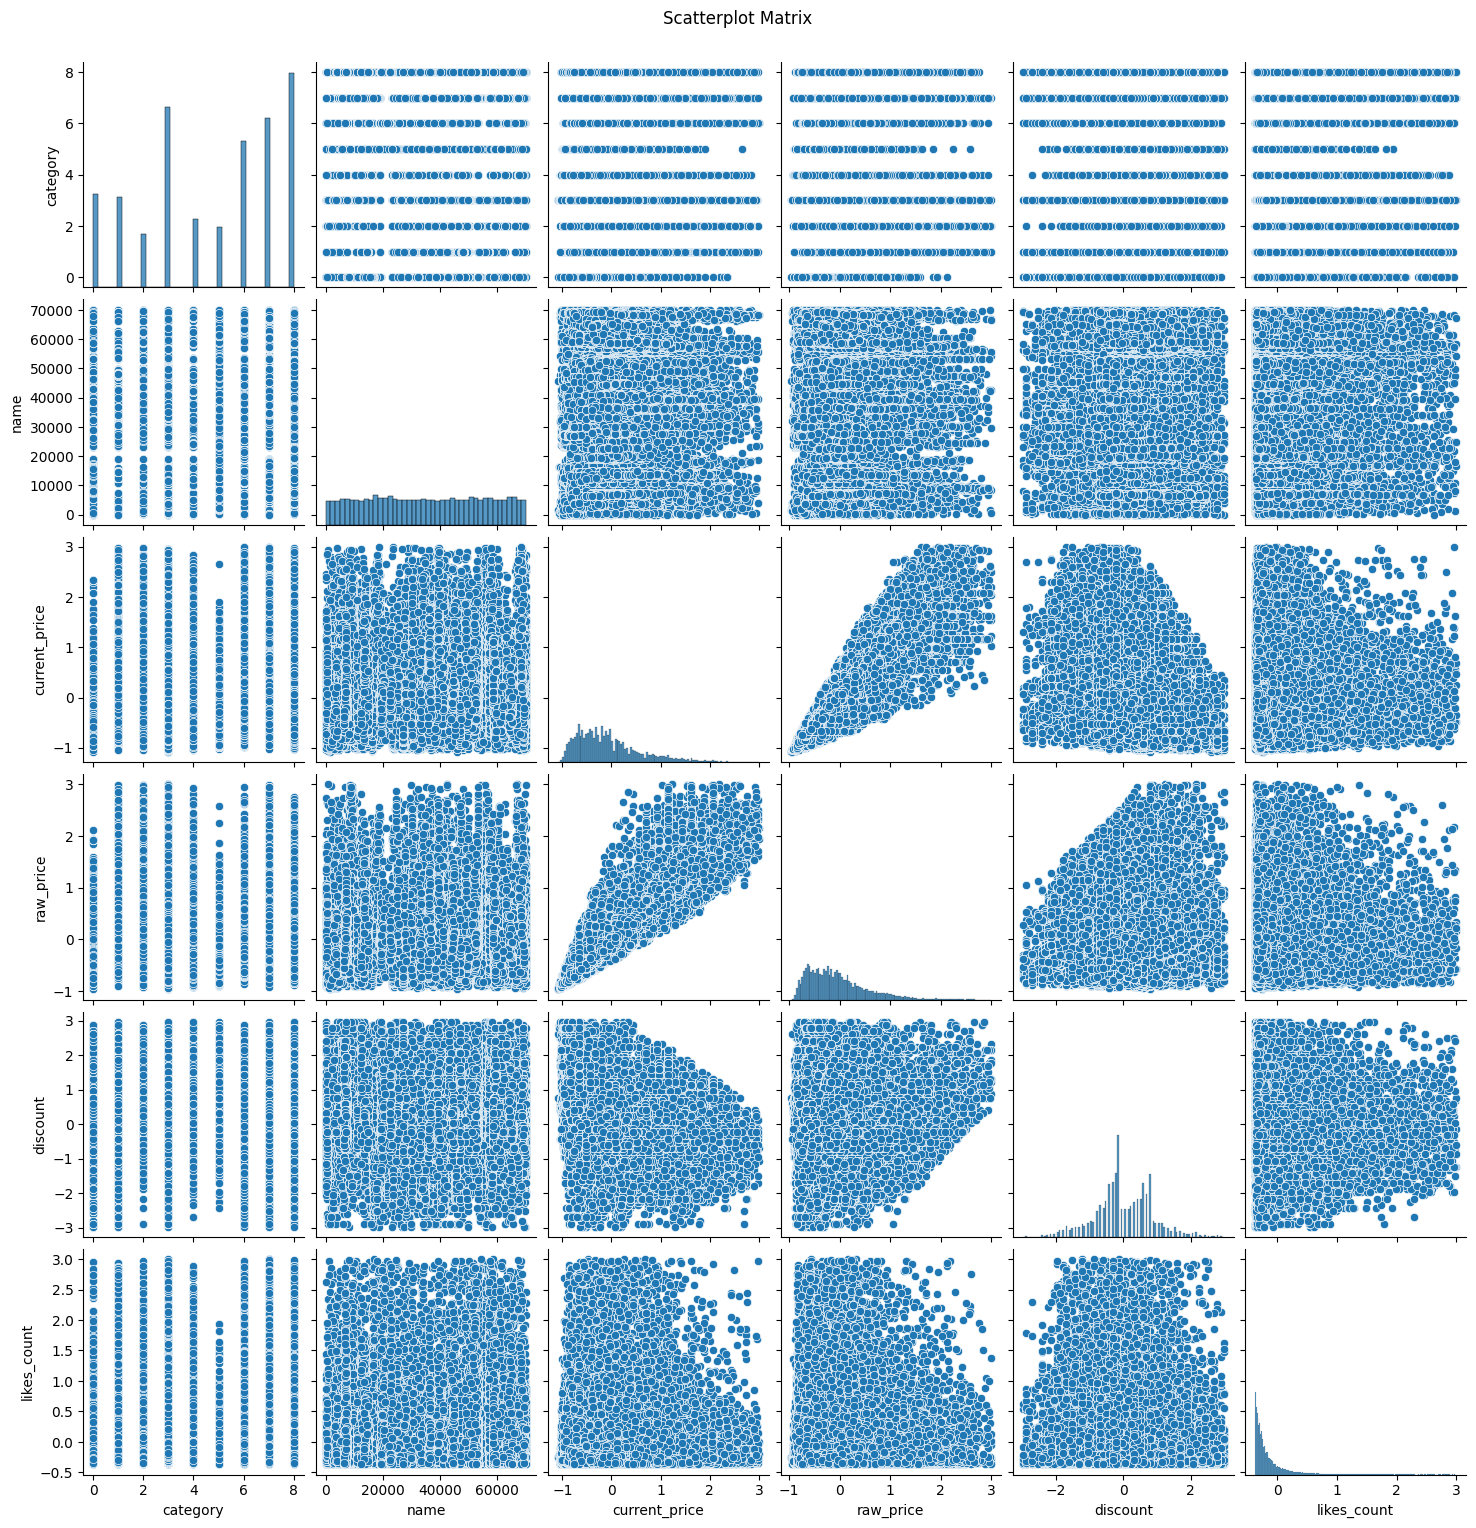 Scatterplot Matrix
8
6
4
2
0
category
70000
60000
50000
40000
30000
20000
10000
0
name
3
2
1
0
−1
current_price
3
2
1
0
−1
raw_price
3
2
1
0
−1
−2
−3
discount
3.0
2.5
2.0
1.5
1.0
0.5
0.0
−0.5
likes_count
0 2 4 6 8
0 20000 40000 60000
−1 0 1 2 3
−1 0 1 2 3
−2 0 2
0 1 2 3
category name current_price raw_price discount likes_count